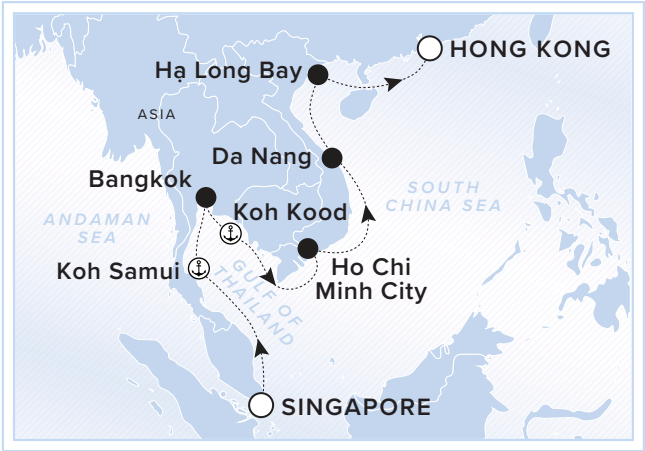 HONG KONG
Hạ Long Bay
ASIA
Da Nang
Bangkok
SOUTH
CHINA SEA
Koh Kood
ANDAMAN
SEA
Koh Samui
GULF OF
THAILAND
Ho Chi
Minh City
SINGAPORE